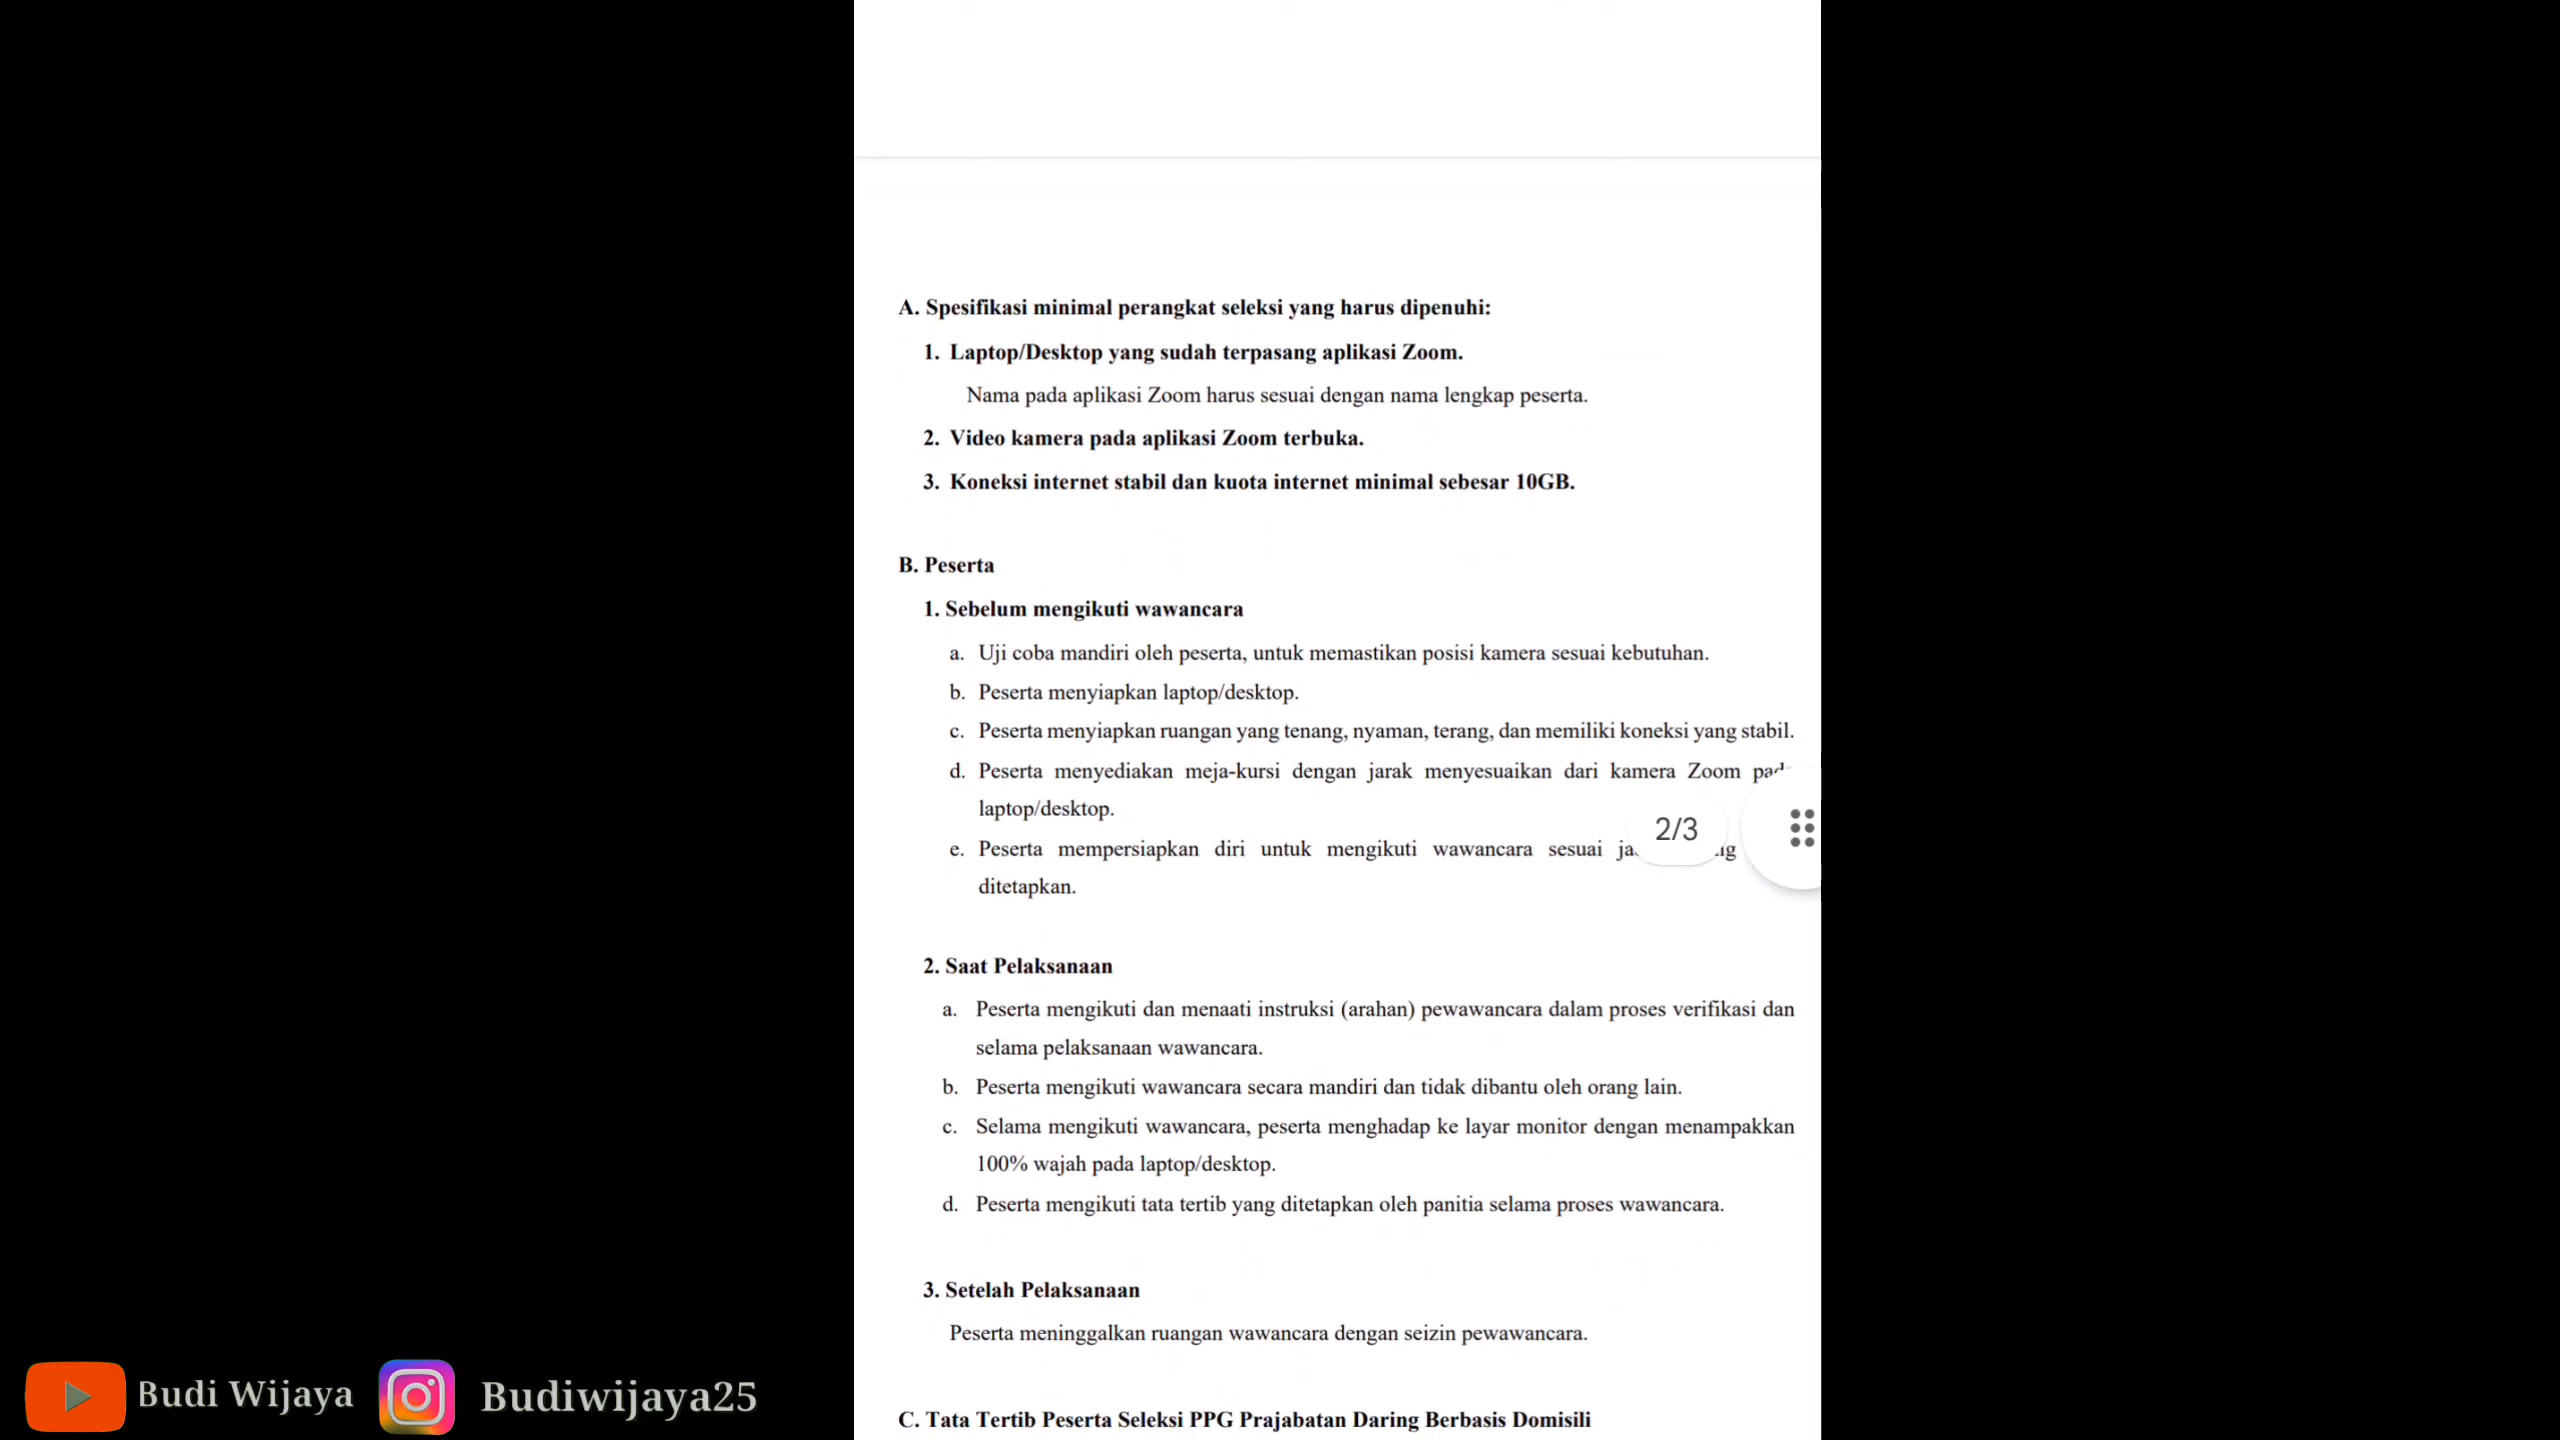 A. Spesifikasi minimal perangkat seleksi yang harus dipenuhi:
1. Laptop/Desktop yang sudah terpasang aplikasi Zoom.
Nama pada aplikasi Zoom harus sesuai dengan nama lengkap peserta.
2. Video kamera pada aplikasi Zoom terbuka.
3. Koneksi internet stabil dan kuota internet minimal sebesar 10GB.
B. Peserta
1. Sebelum mengikuti wawancara
a. Uji coba mandiri oleh peserta, untuk memastikan posisi kamera sesuai kebutuhan.
b. Peserta menyiapkan laptop/desktop.
c. Peserta menyiapkan ruangan yang tenang, nyaman, terang, dan memiliki koneksi yang stabil.
d. Peserta menyediakan meja-kursi dengan jarak menyesuaikan dari kamera Zoom
laptop/desktop.
2/3
e. Peserta mempersiapkan diri untuk mengikuti wawancara sesuai
ditetapkan.
2. Saat Pelaksanaan
a. Peserta mengikuti dan menaati instruksi (arahan) pewawancara dalam proses verifikasi dan
selama pelaksanaan wawancara.
b. Peserta mengikuti wawancara secara mandiri dan tidak dibantu oleh orang lain.
c. Selama mengikuti wawancara, peserta menghadap ke layar monitor dengan menampakkan
100% wajah pada laptop/desktop.
d. Peserta mengikuti tata tertib yang ditetapkan oleh panitia selama proses wawancara.
3. Setelah Pelaksanaan
Peserta meninggalkan ruangan wawancara dengan seizin pewawancara.
C. Tata Tertib Peserta Seleksi PPG Prajabatan Daring Berbasis Domisili
Budi Wijaya
Budiwijaya25